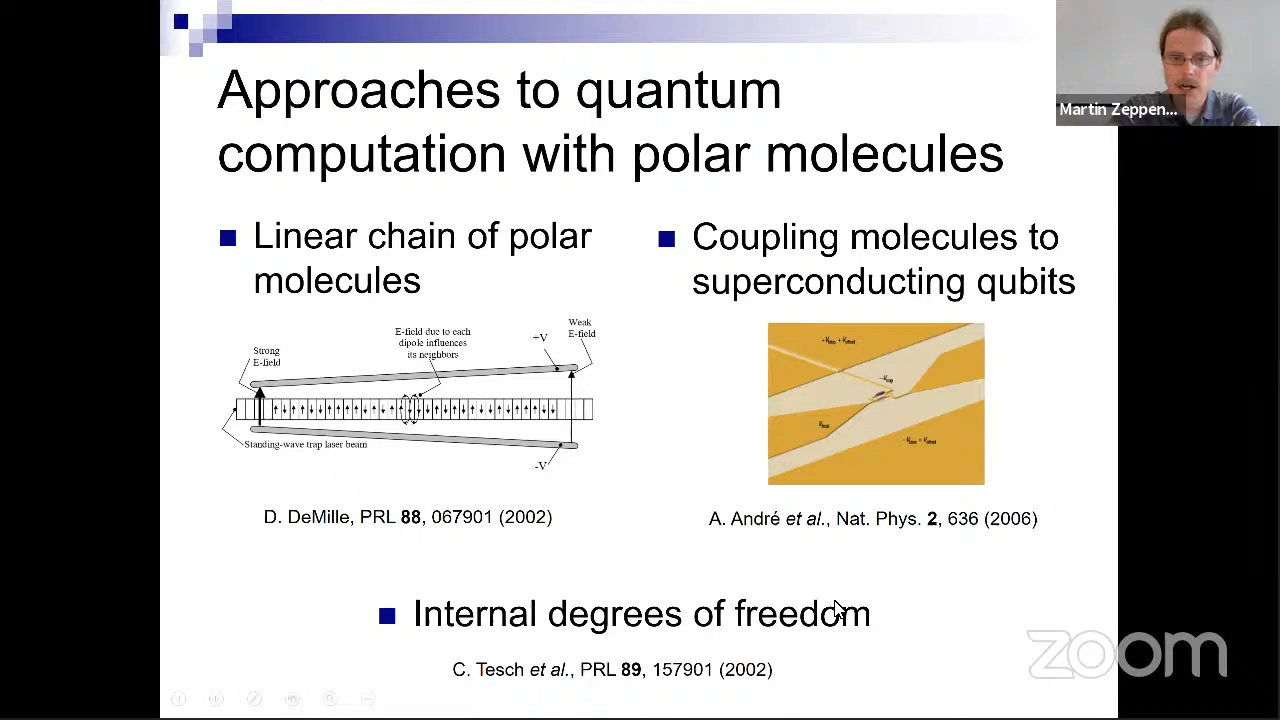 Approaches to quantum
computation with polar molecules
Martin Zeppen...
Linear chain of polar
molecules
Coupling molecules to
superconducting qubits
Strong
E-field
E-field due to each
dipole influences
its neighbors
+V
Weak
E-field
Standing-wave trap laser beam
-V
D. DeMille, PRL 88, 067901 (2002)
A. André et al., Nat. Phys. 2, 636 (2006)
Internal degrees of freedom
C. Tesch et al., PRL 89, 157901 (2002)
zoom